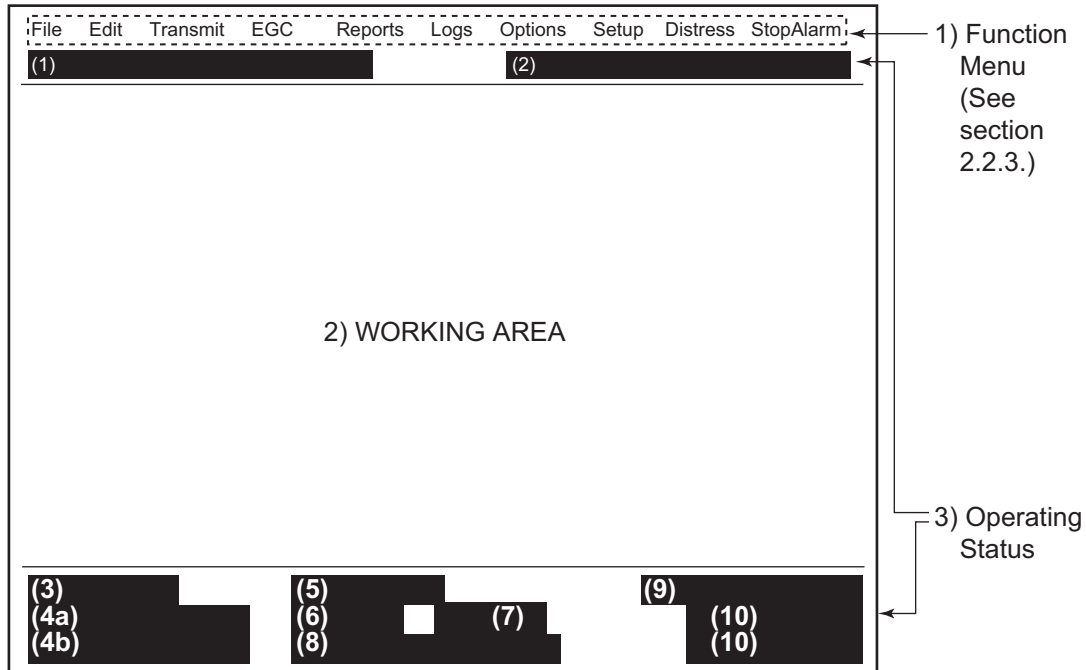 File Edit Transmit EGC Reports Logs Options Setup Distress StopAlarm
(1) (2)
1) Function
Menu
(See
section
2.2.3.)
2) WORKING AREA
3) Operating
Status
(3) (5) (9)
(4a) (6) (7) (10)
(4b) (8) (10)